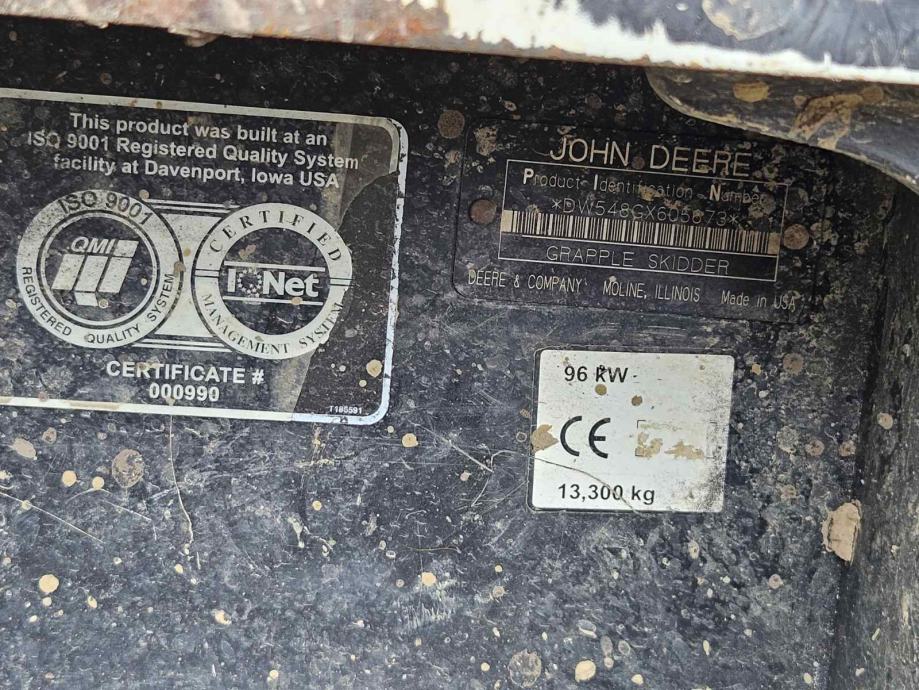 This product was built at an
ISO 9001 Registered Quality System
facility at Davenport, Iowa USA
ISO 9001
QMI
REGISTERED QUALITY SYSTEM
CERTIFIED
IQNet
MANAGEMENT SYSTEM
CERTIFICATE #
000990
T195591
JOHN DEERE
Product Identification Number
*DW548GX605673*
GRAPPLE SKIDDER
DEERE & COMPANY MOLINE, ILLINOIS Made in USA
96 KW
CE
13,300 kg